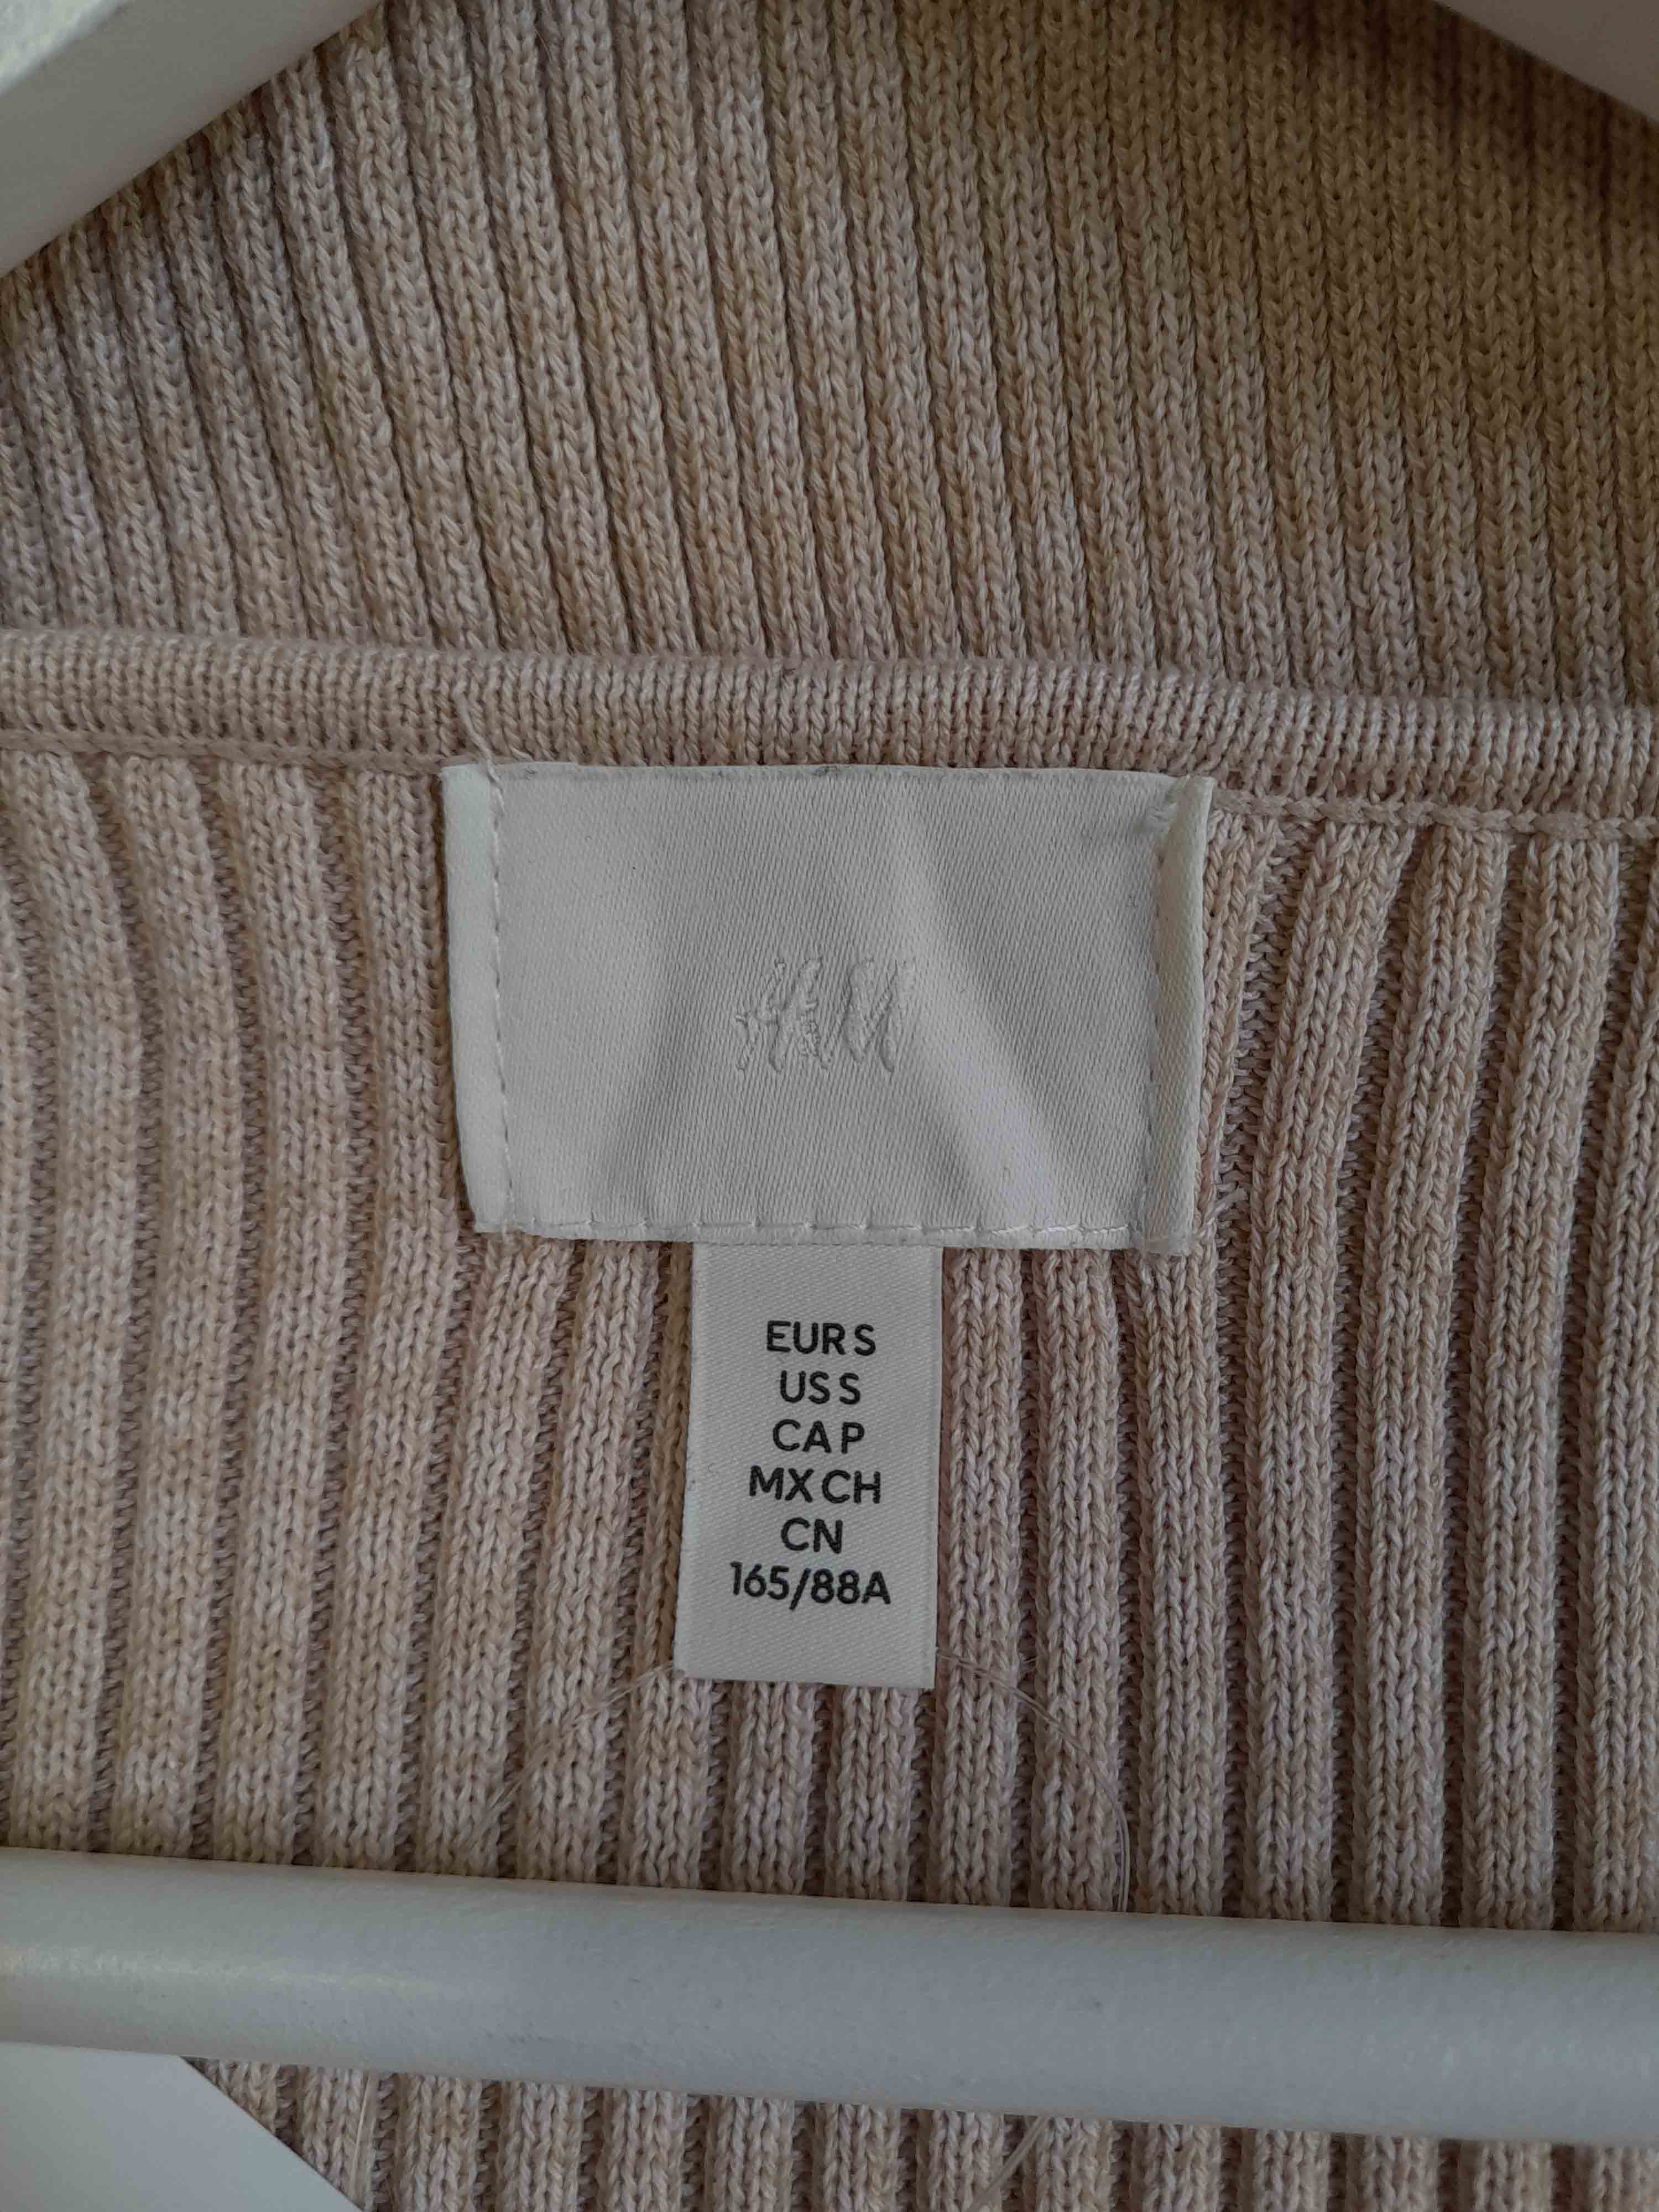 H&M
EUR S
US S
CA P
MX CH
CN
165/88A